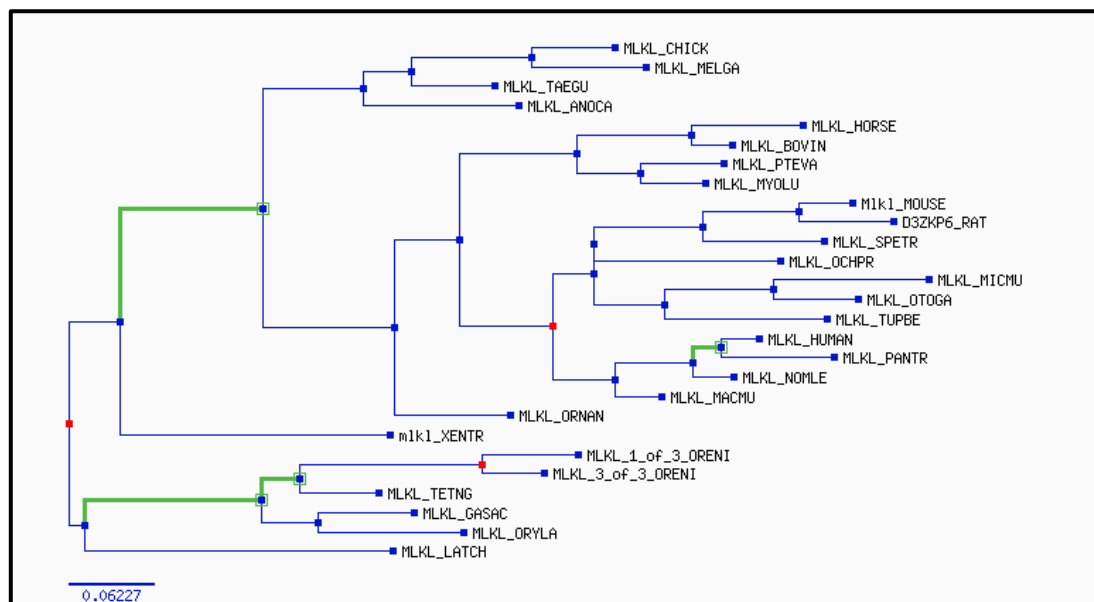 MLKL_CHICK
MLKL_MELGA
MLKL_TAEGU
MLKL_ANOCA
MLKL_HORSE
MLKL_BOVIN
MLKL_PTEVA
MLKL_MYOLU
Mlkl_MOUSE
D3ZKP6_RAT
MLKL_SPETR
MLKL_OCHPR
MLKL_MICMU
MLKL_OTOGA
MLKL_TUPBE
MLKL_HUMAN
MLKL_PANTR
MLKL_NOMLE
MLKL_MACMU
MLKL_ORNAN
mlkl_XENTR
MLKL_1_of_3_ORENI
MLKL_3_of_3_ORENI
MLKL_TETNG
MLKL_GASAC
MLKL_ORYLA
MLKL_LATCH
0.06227